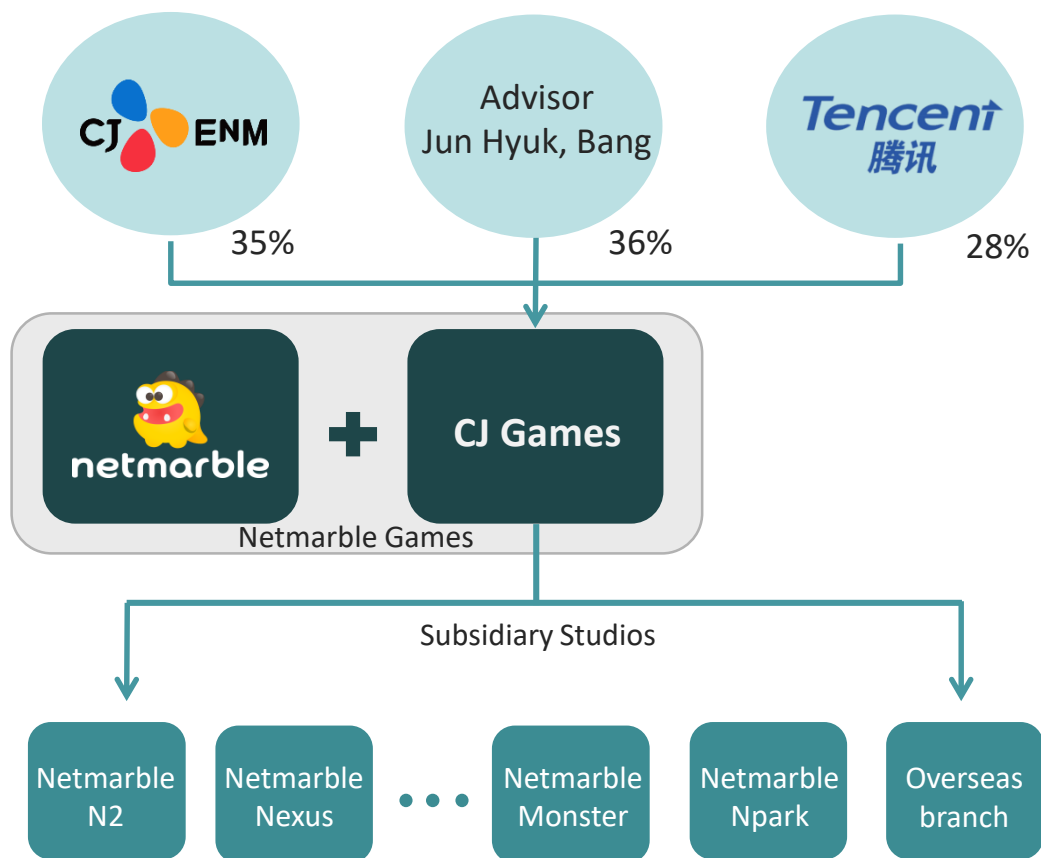 CJ ENM
Advisor
Jun Hyuk, Bang
Tencent
腾讯
35%
36%
28%
netmarble
CJ Games
Netmarble Games
Subsidiary Studios
Netmarble
N2
Netmarble
Nexus
Netmarble
Monster
Netmarble
Npark
Overseas
branch